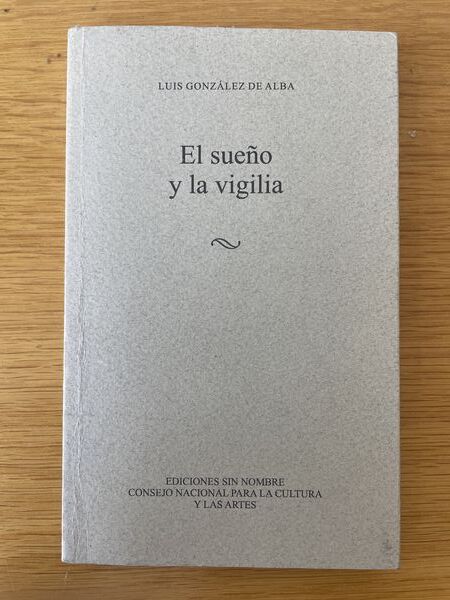 LUIS GONZÁLEZ DE ALBA
El sueño
y la vigilia
EDICIONES SIN NOMBRE
CONSEJO NACIONAL PARA LA CULTURA
Y LAS ARTES